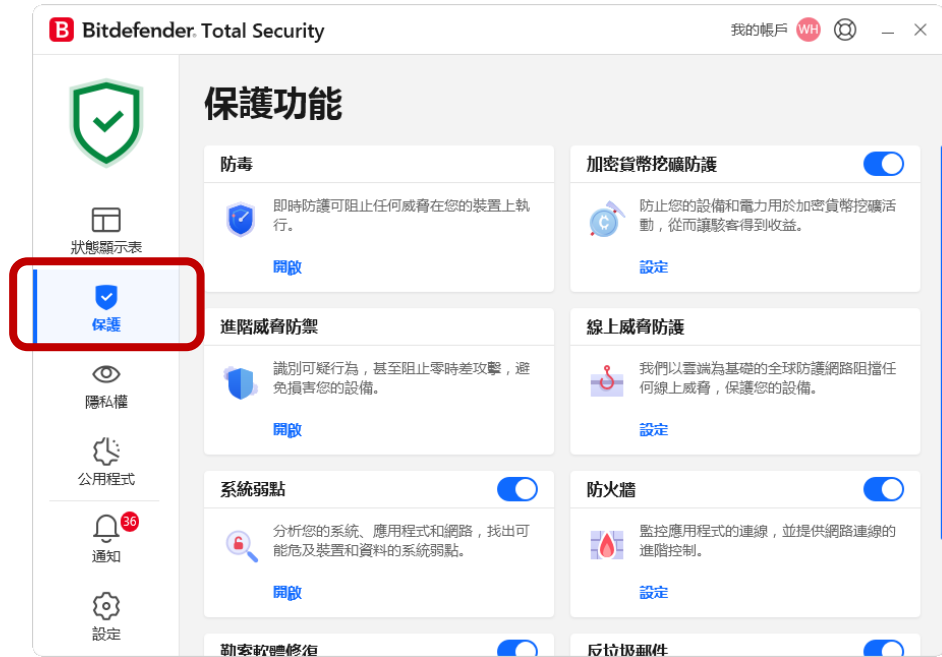 B Bitdefender Total Security
我的帳戶 WH
保護功能
狀態顯示表
保護
隱私權
公用程式
36
通知
設定
防毒
即時防護可阻止任何威脅在您的裝置上執
行。
開啟
加密貨幣挖礦防護
防止您的設備和電力用於加密貨幣挖礦活
動，從而讓駭客得到收益。
設定
進階威脅防禦
識別可疑行為，甚至阻止零時差攻擊，避
免損害您的設備。
開啟
線上威脅防護
我們以雲端為基礎的全球防護網路阻擋任
何線上威脅，保護您的設備。
設定
系統弱點
分析您的系統、應用程式和網路，找出可
能危及裝置和資料的系統弱點。
開啟
防火牆
監控應用程式的連線，並提供網路連線的
進階控制。
設定
勒索軟體修復
反垃圾郵件